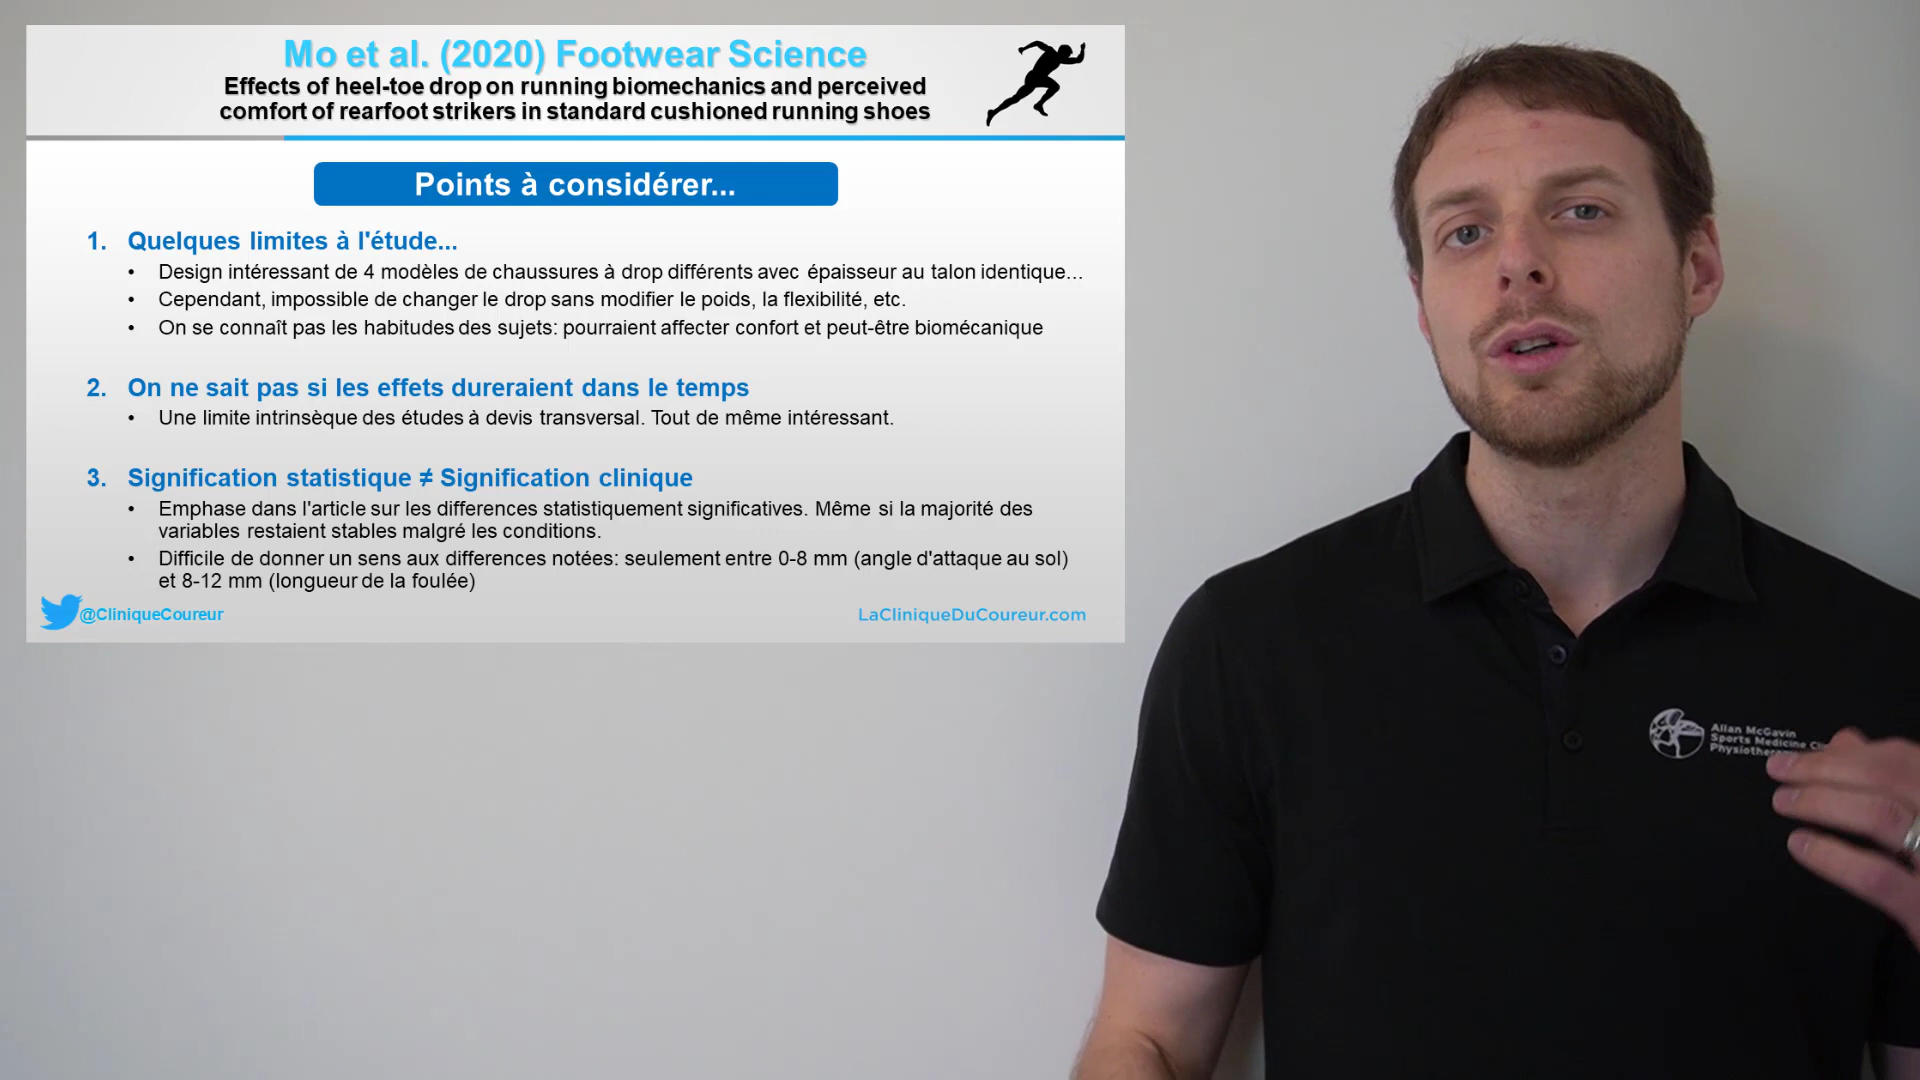 Mo et al. (2020) Footwear Science
Effects of heel-toe drop on running biomechanics and perceived
comfort of rearfoot strikers in standard cushioned running shoes
Points à considérer...
1. Quelques limites à l'étude...
• Design intéressant de 4 modèles de chaussures à drop différents avec épaisseur au talon identique...
• Cependant, impossible de changer le drop sans modifier le poids, la flexibilité, etc.
• On se connaît pas les habitudes des sujets: pourraient affecter confort et peut-être biomécanique
2. On ne sait pas si les effets dureraient dans le temps
• Une limite intrinsèque des études à devis transversal. Tout de même intéressant.
3. Signification statistique ≠ Signification clinique
• Emphase dans l'article sur les differences statistiquement significatives. Même si la majorité des
variables restaient stables malgré les conditions.
• Difficile de donner un sens aux differences notées: seulement entre 0-8 mm (angle d'attaque au sol)
et 8-12 mm (longueur de la foulée)
@CliniqueCoureur
LaCliniqueDuCoureur.com
Allan McGavin
Sports Medicine